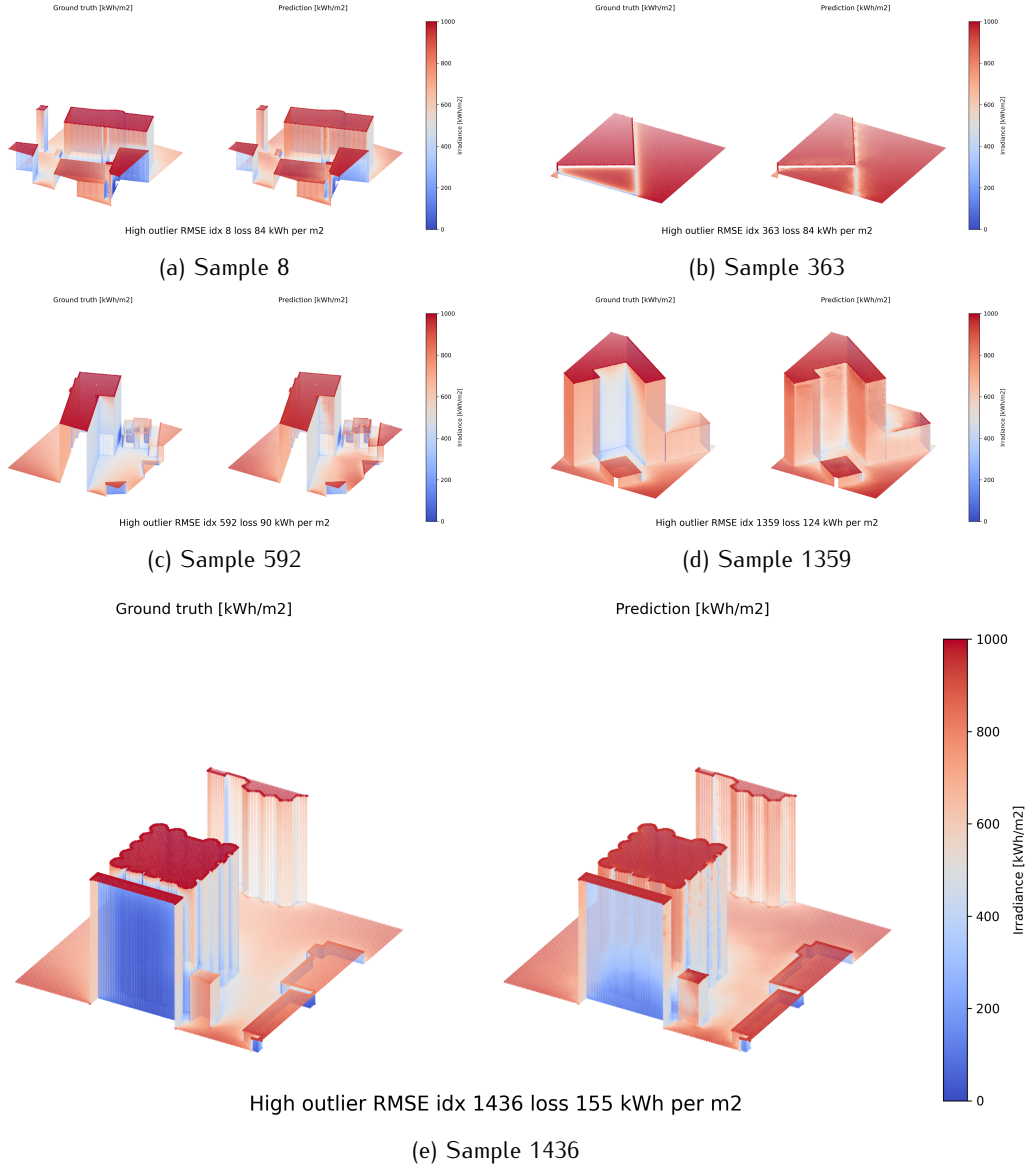 Ground truth [kWh/m2]
Prediction [kWh/m2]
1000
800
600
400
200
0
Irradiance [kWh/m2]
High outlier RMSE idx 8 loss 84 kWh per m2
(a) Sample 8
Ground truth [kWh/m2]
Prediction [kWh/m2]
1000
800
600
400
200
0
Irradiance [kWh/m2]
High outlier RMSE idx 363 loss 84 kWh per m2
(b) Sample 363
Ground truth [kWh/m2]
Prediction [kWh/m2]
1000
800
600
400
200
0
Irradiance [kWh/m2]
High outlier RMSE idx 592 loss 90 kWh per m2
(c) Sample 592
Ground truth [kWh/m2]
Prediction [kWh/m2]
1000
800
600
400
200
0
Irradiance [kWh/m2]
High outlier RMSE idx 1359 loss 124 kWh per m2
(d) Sample 1359
Ground truth [kWh/m2]
Prediction [kWh/m2]
1000
800
600
400
200
0
Irradiance [kWh/m2]
High outlier RMSE idx 1436 loss 155 kWh per m2
(e) Sample 1436